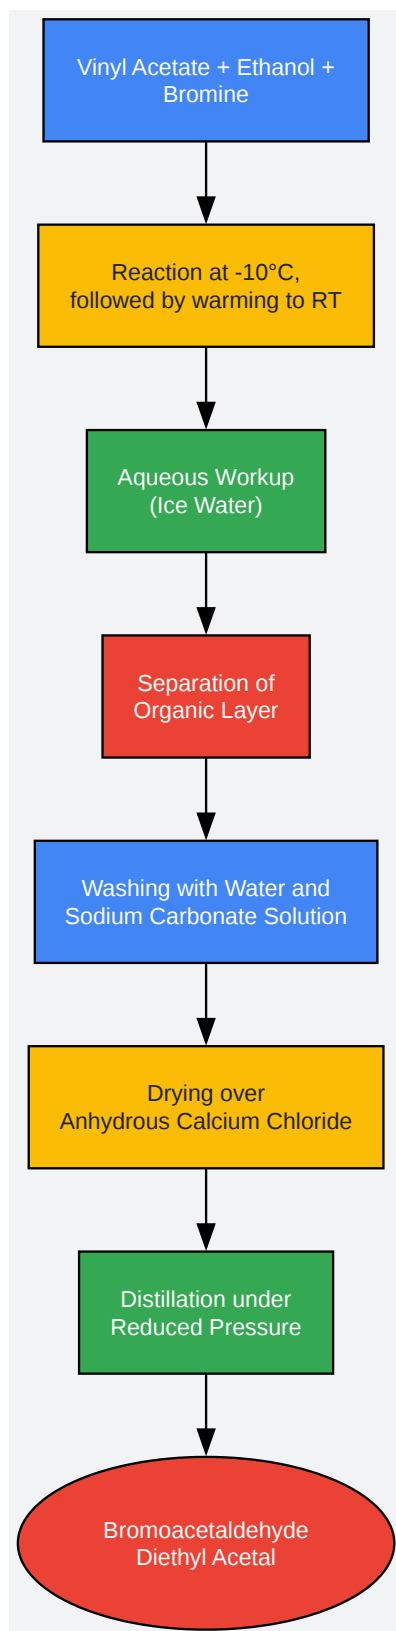 Vinyl Acetate + Ethanol +
Bromine
Reaction at -10°C,
followed by warming to RT
Aqueous Workup
(Ice Water)
Separation of
Organic Layer
Washing with Water and
Sodium Carbonate Solution
Drying over
Anhydrous Calcium Chloride
Distillation under
Reduced Pressure
Bromoacetaldehyde
Diethyl Acetal